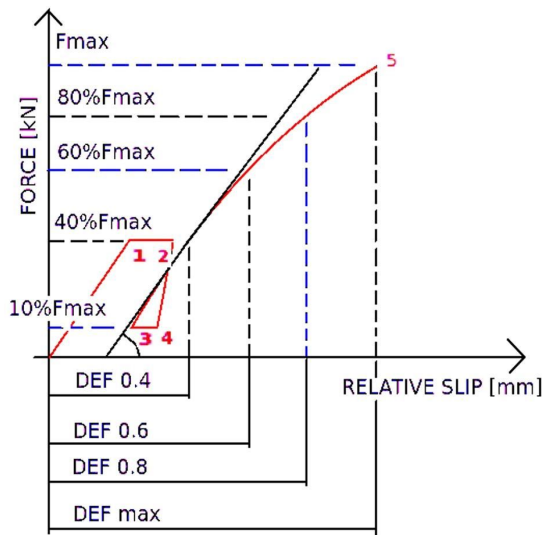 Fmax
5
80%Fmax
60%Fmax
FORCE [kN]
40%Fmax
1 2
10%Fmax
3 4
DEF 0.4
RELATIVE SLIP [mm]
DEF 0.6
DEF 0.8
DEF max